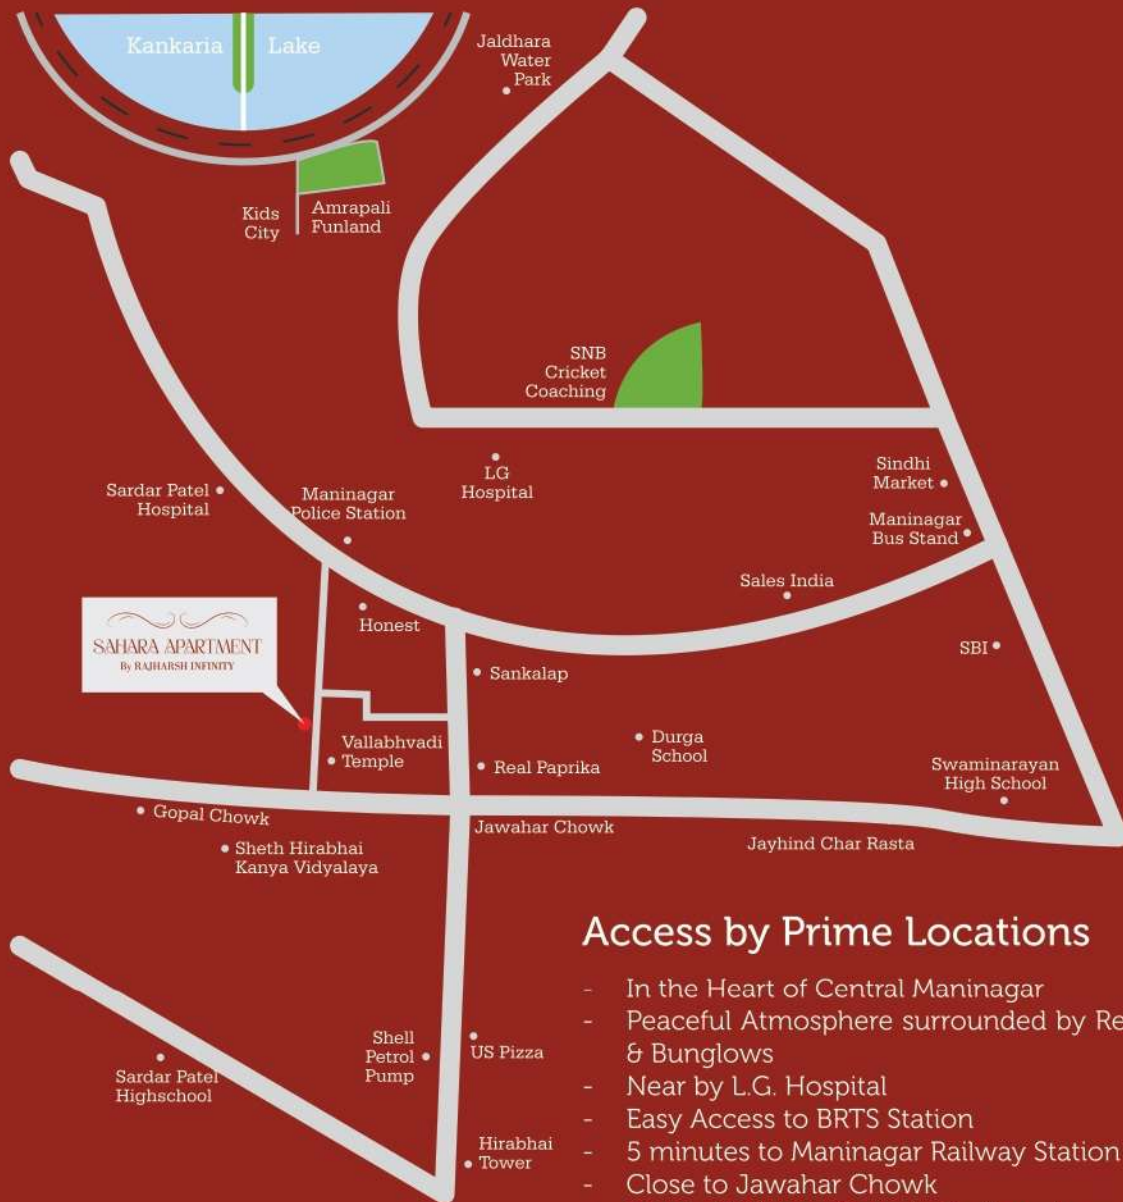 Kankaria Lake
Jaldhara
Water
Park
Kids
City
Amrapali
Funland
SNB
Cricket
Coaching
LG
Hospital
Sindhi
Market
Maninagar
Bus Stand
Sardar Patel
Hospital
Maninagar
Police Station
Sales India
Honest
SAHARA APARTMENT
By RAJHARSH INFINITY
Sankalap
SBI
Vallabhvadi
Temple
Durga
School
Real Paprika
Swaminarayan
High School
Gopal Chowk
Jawahar Chowk
Jayhind Char Rasta
Sheth Hirabhai
Kanya Vidyalaya
Access by Prime Locations
- In the Heart of Central Maninagar
- Peaceful Atmosphere surrounded by
& Bunglows
- Near by L.G. Hospital
- Easy Access to BRTS Station
- 5 minutes to Maninagar Railway Station
- Close to Jawahar Chowk
Shell
Petrol
Pump
US Pizza
Sardar Patel
Highschool
Hirabhai
Tower